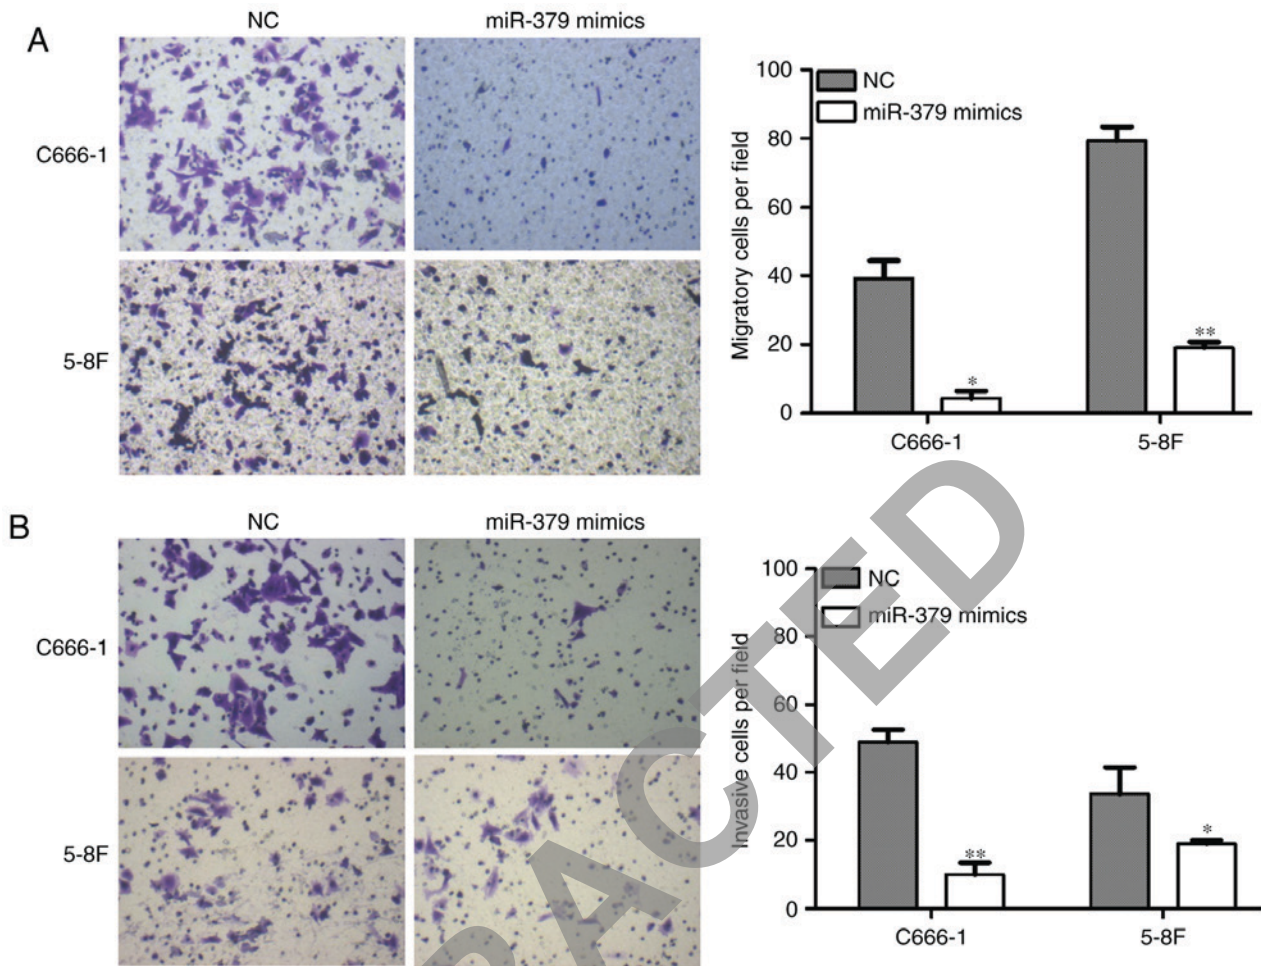 A
NC
miR-379 mimics
C666-1
5-8F
100
80
60
40
20
0
Migratory cells per field
NC
miR-379 mimics
*
**
C666-1
5-8F
B
NC
miR-379 mimics
C666-1
5-8F
100
80
60
40
20
0
Invasive cells per field
NC
miR-379 mimics
**
*
C666-1
5-8F
RACTED